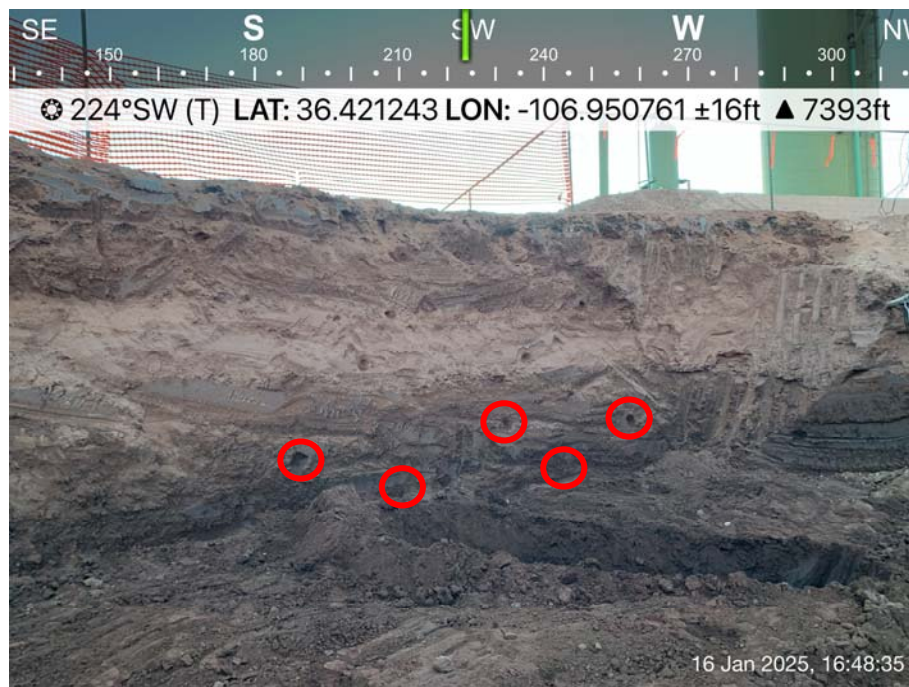 SE S SW W NW
150 180 210 240 270 300
224°SW (T) LAT: 36.421243 LON: -106.950761 ±16ft ▲ 7393ft
16 Jan 2025, 16:48:35